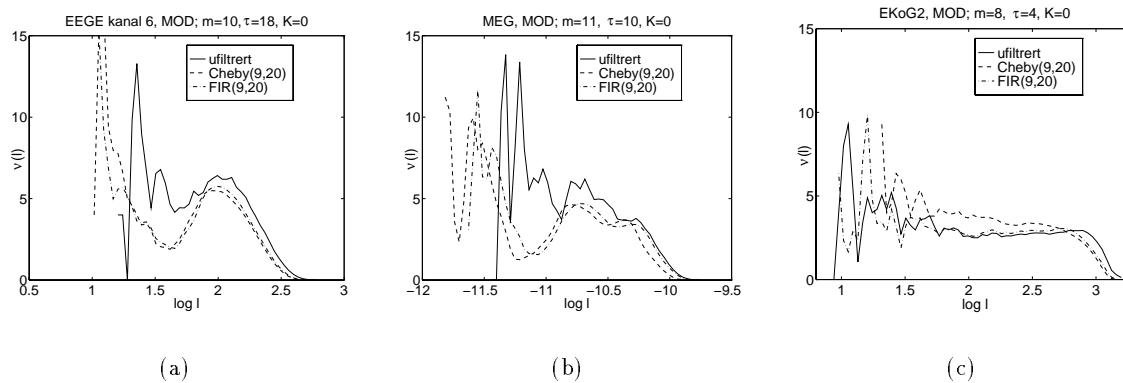 EEGE kanal 6, MOD; m=10, τ=18, K=0
15
10
5
0
ν (l)
0.5 1 1.5 2 2.5 3
log l
ufiltrert
Cheby(9,20)
FIR(9,20)
(a)
MEG, MOD; m=11, τ=10, K=0
15
10
5
0
ν (l)
−12 −11.5 −11 −10.5 −10 −9.5
log l
ufiltrert
Cheby(9,20)
FIR(9,20)
(b)
EKoG2, MOD; m=8, τ=4, K=0
15
10
5
0
ν (l)
1 1.5 2 2.5 3
log l
ufiltrert
Cheby(9,20)
FIR(9,20)
(c)